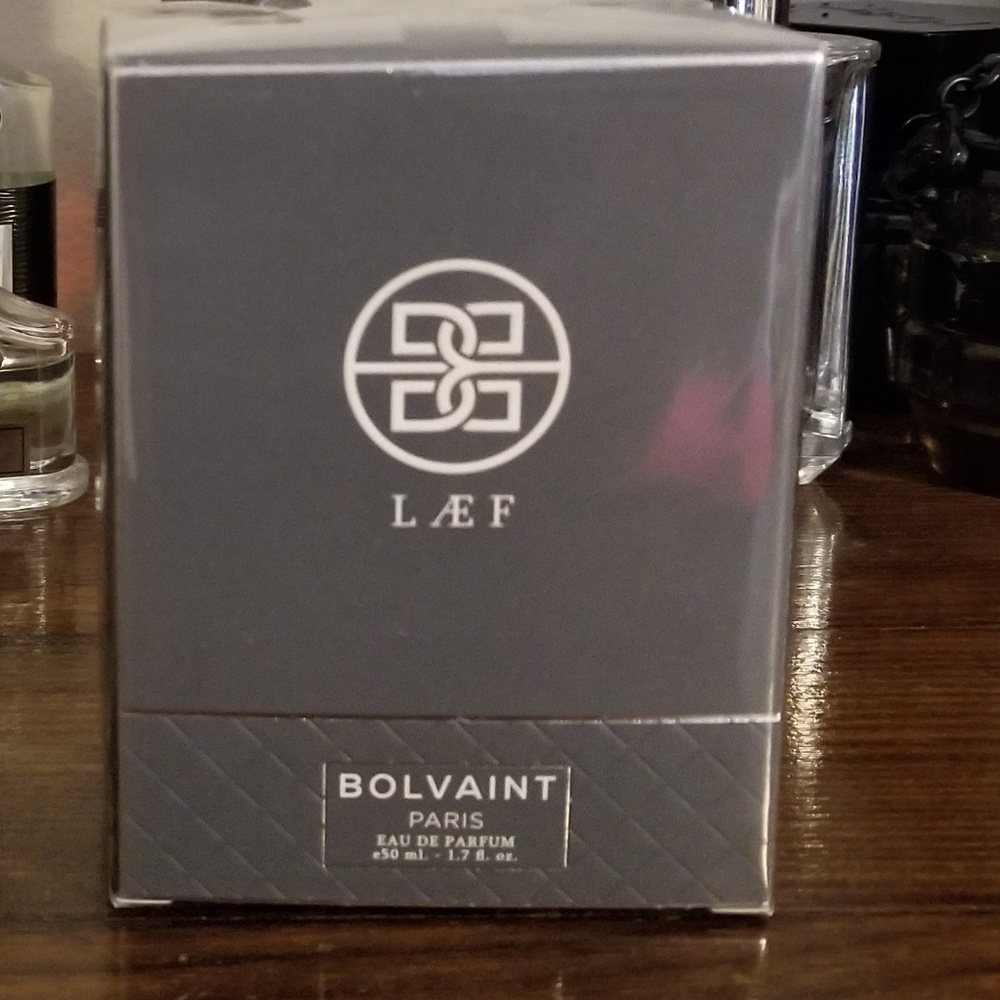 LÆF
BOLVAINT
PARIS
EAU DE PARFUM
e50 ml. - 1.7 fl. oz.